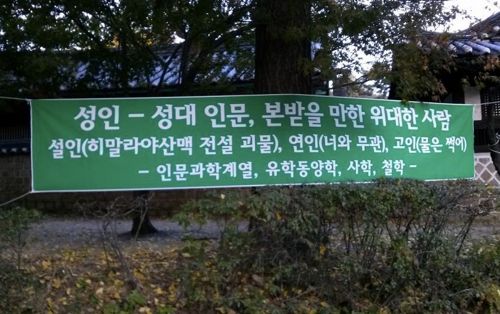 성인 - 성대 인문, 본받을 만한 위대한 사람
설인(히말라야산맥 전설 괴물), 연인(너와 무관), 고인(물은 썩어)
- 인문과학계열, 유학동양학, 사학, 철학 -